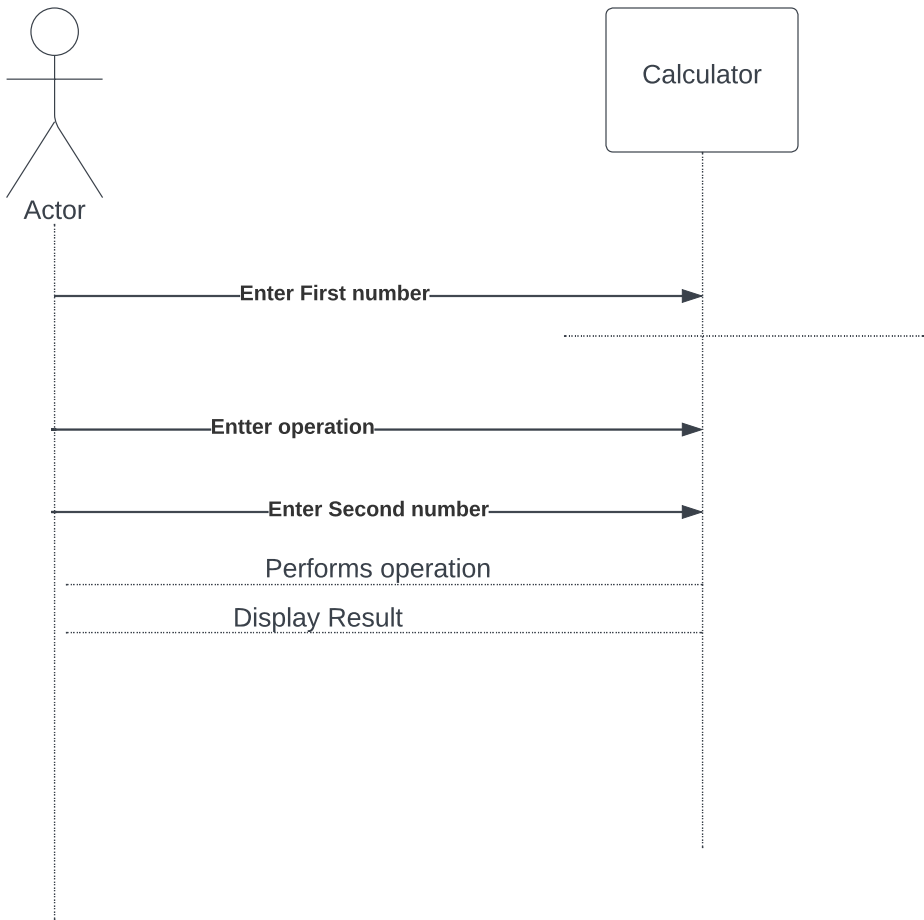 Calculator
Actor
Enter First number
Entter operation
Enter Second number
Performs operation
Display Result